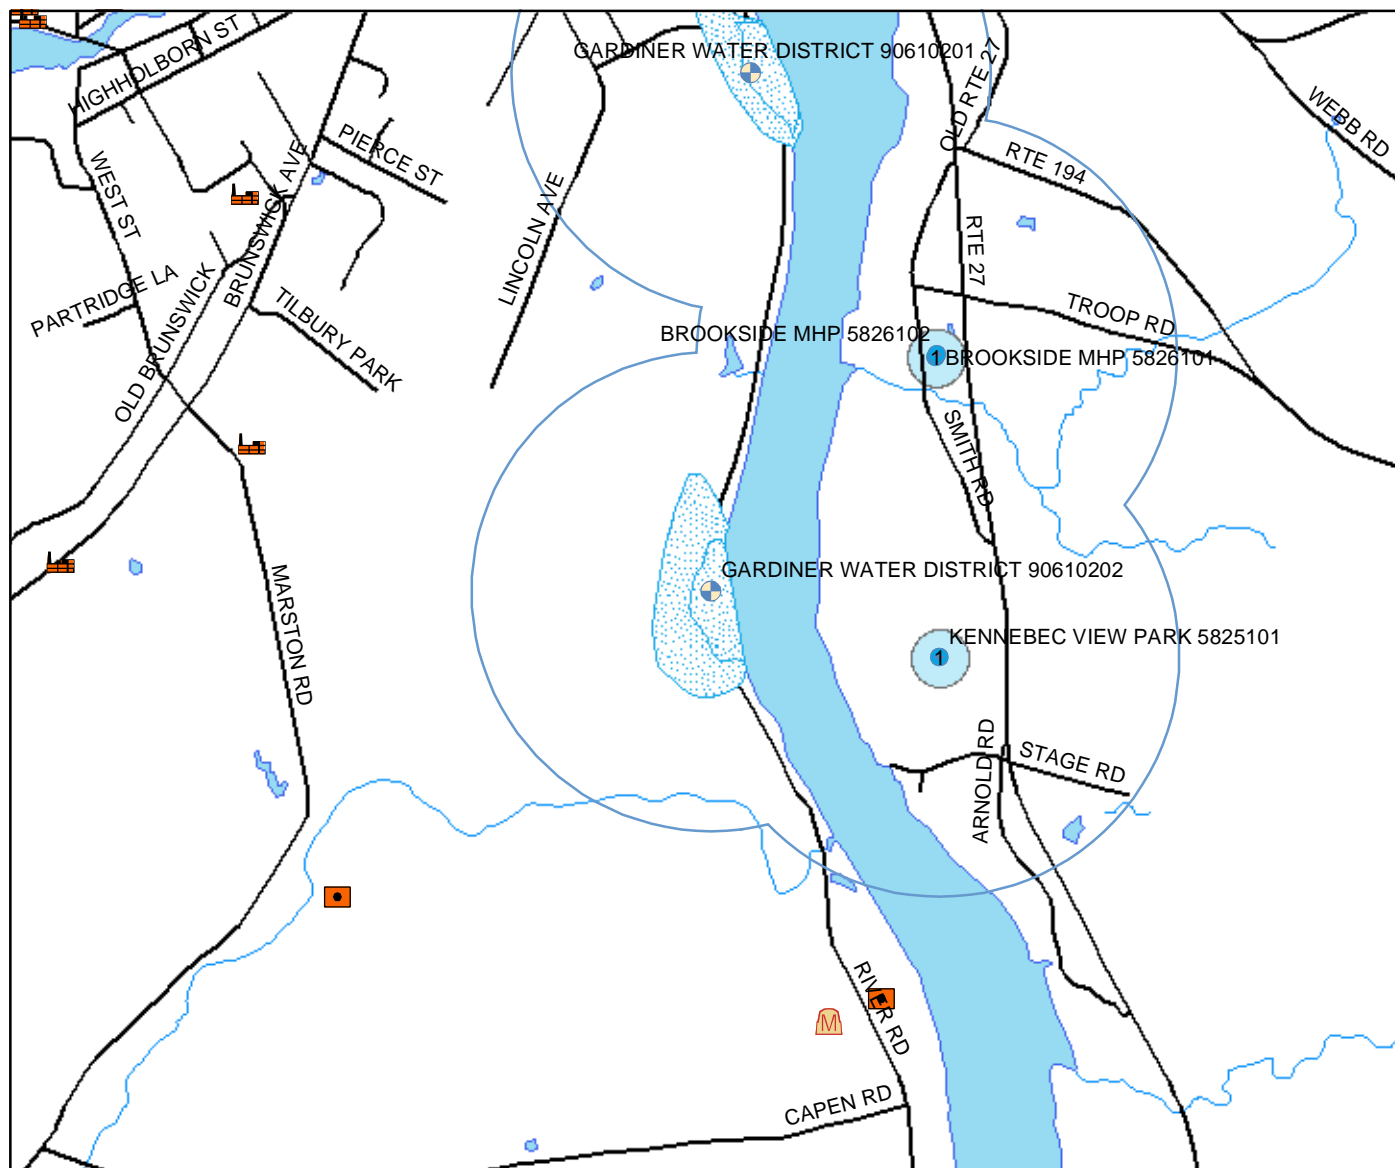 HIGHHOLBORN ST
GARDINER WATER DISTRICT 90610201
OLD RTE 27
WEBB RD
PIERCE ST
WEST ST
RTE 194
BRUNSWICK AVE
LINCOLN AVE
RTE 27
PARTRIDGE LA
OLD BRUNSWICK
TILBURY PARK
TROOP RD
BROOKSIDE MHP 5826102
1
BROOKSIDE MHP 5826101
SMITH RD
GARDINER WATER DISTRICT 90610202
MARSTON RD
KENNEBEC VIEW PARK 5825101
1
ARNOLD RD
STAGE RD
RIVER RD
M
CAPEN RD